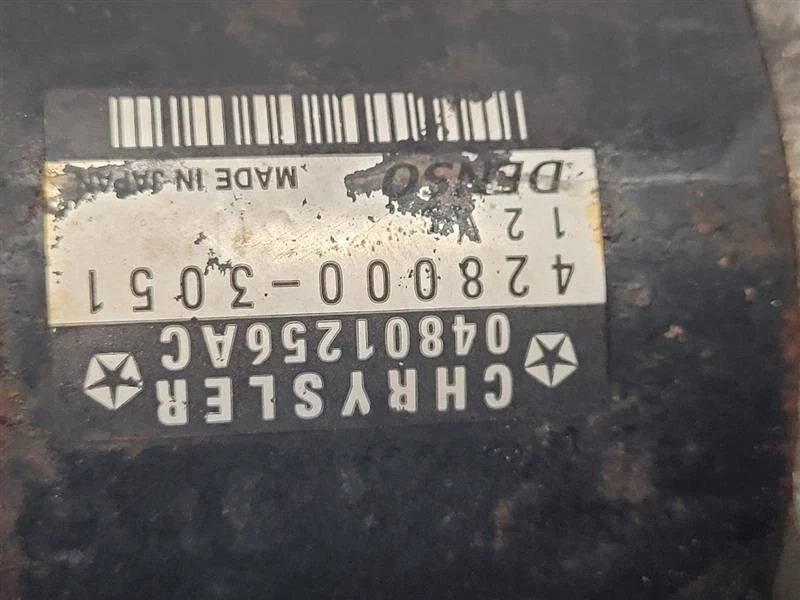 CHRYSLER
04801256AC
428000-3051
12 V
DENSO MADE IN JAPAN